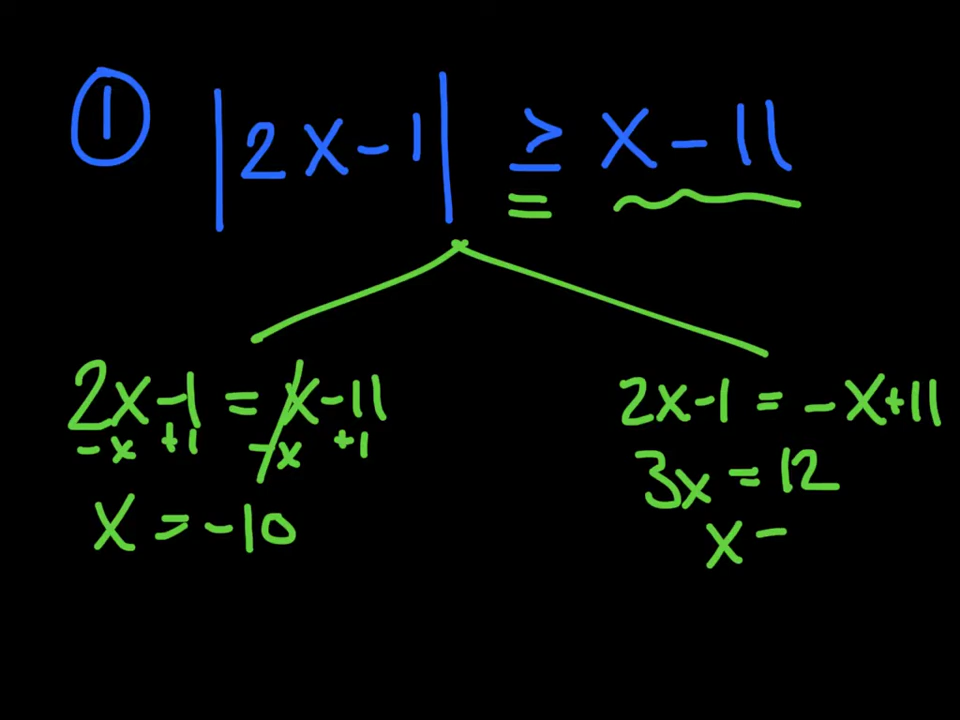 ① |2x-1| ≥ x-11
=
2x-1 = x-11
-x +1 -x +1
x = -10
2x-1 = -x+11
3x = 12
x =